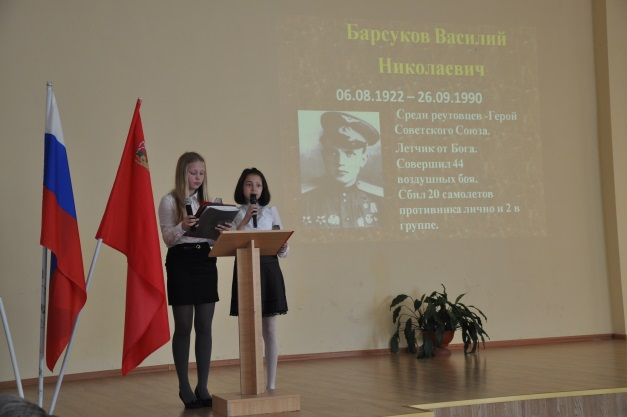 Барсуков Василий
Николаевич
06.08.1922 – 26.09.1990
Среди реутовцев -Герой
Советского Союза.
Летчик от Бога.
Совершил 44
воздушных боя.
Сбил 20 самолетов
противника лично и 2 в
группе.